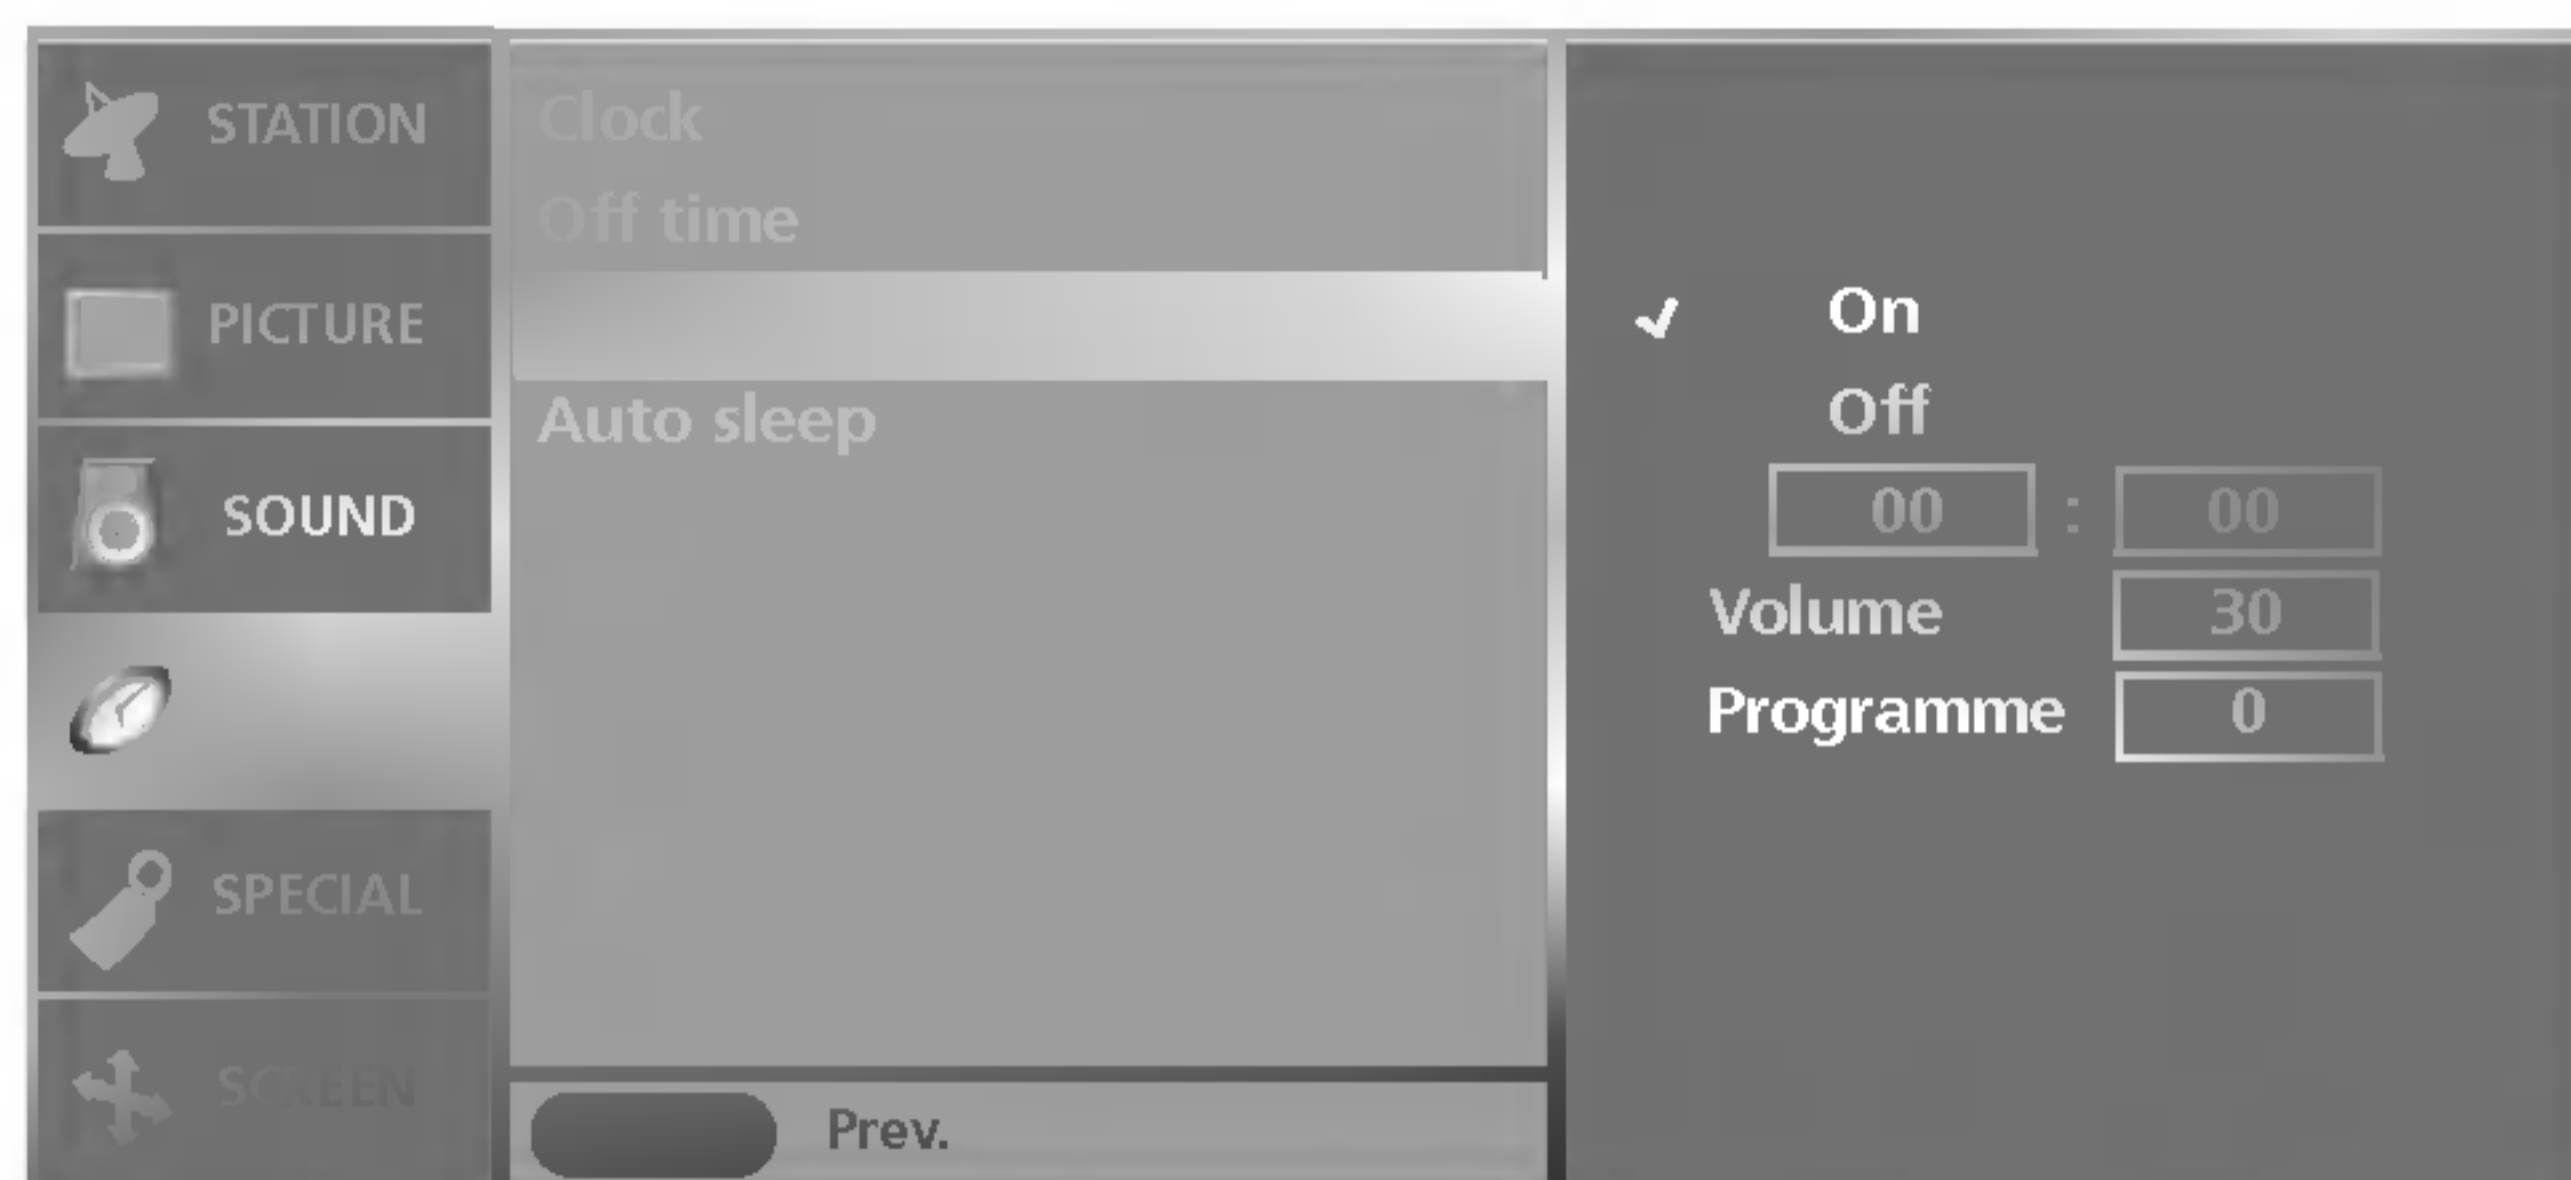 STATION
PICTURE
SOUND
SPECIAL
SCREEN
Clock
Off time
Auto sleep
Prev.
On
Off
00 : 00
Volume 30
Programme 0